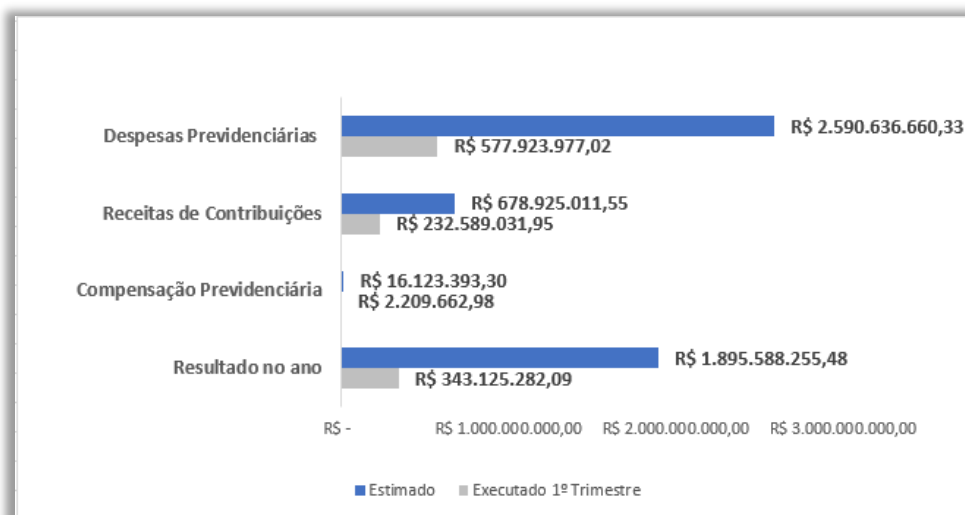 Despesas Previdenciárias
R$ 2.590.636.660,33
R$ 577.923.977,02
Receitas de Contribuições
R$ 678.925.011,55
R$ 232.589.031,95
Compensação Previdenciária
R$ 16.123.393,30
R$ 2.209.662,98
Resultado no ano
R$ 1.895.588.255,48
R$ 343.125.282,09
R$ - R$ 1.000.000.000,00 R$ 2.000.000.000,00 R$ 3.000.000.000,00
Estimado Executado 1º Trimestre